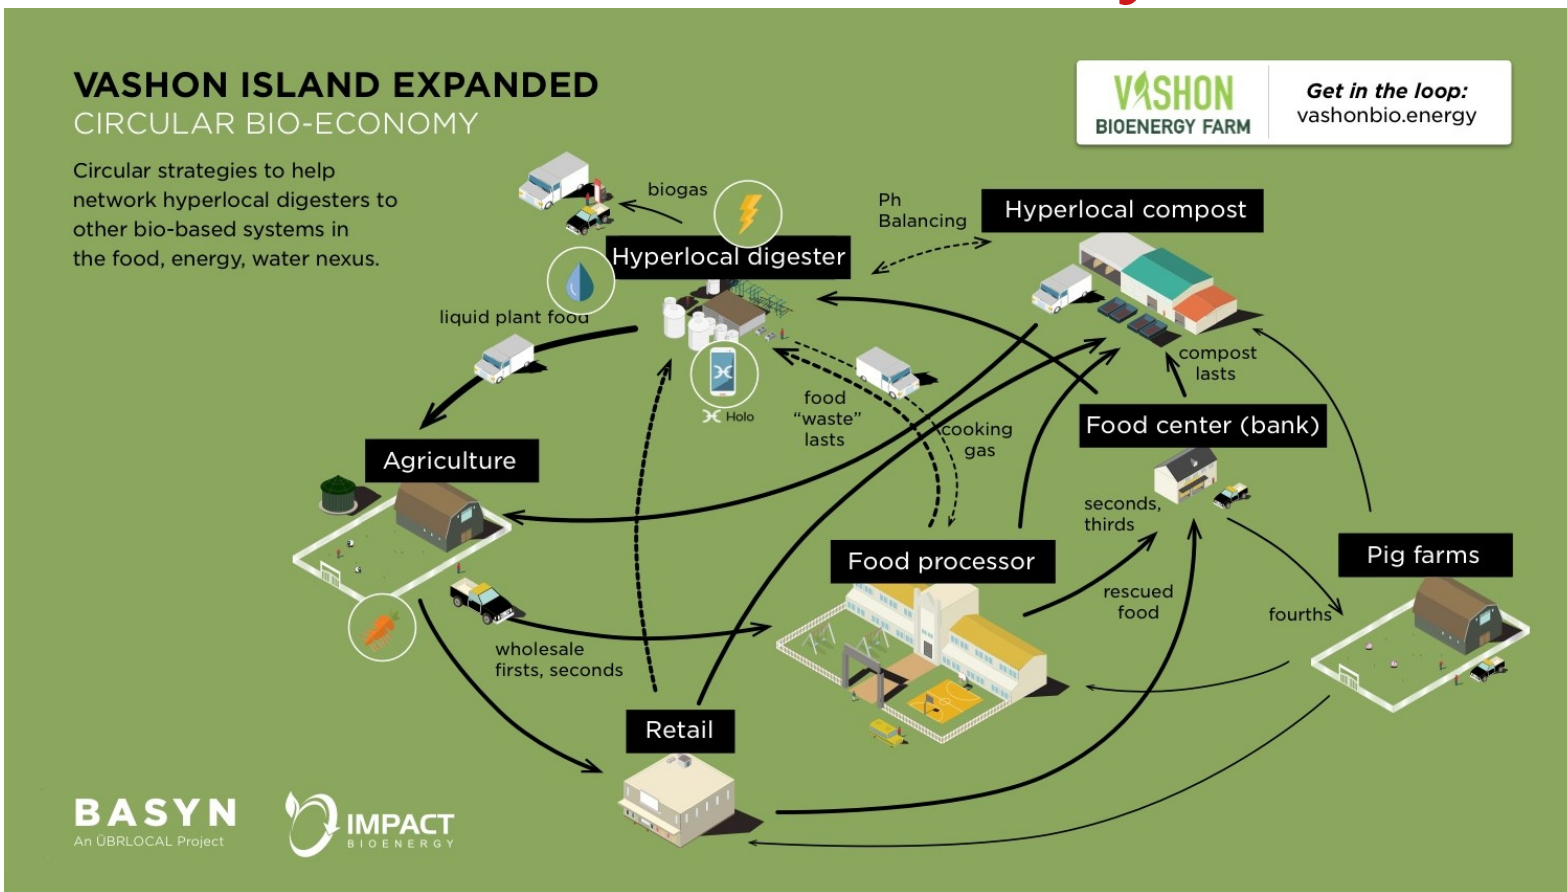 VASHON ISLAND EXPANDED
CIRCULAR BIO-ECONOMY
Circular strategies to help
network hyperlocal digesters to
other bio-based systems in
the food, energy, water nexus.
VASHON
BIOENERGY FARM
Get in the loop:
vashonbio.energy
biogas
Ph
Balancing
Hyperlocal compost
Hyperlocal digester
liquid plant food
compost
lasts
Holo
food
“waste”
lasts
cooking
gas
Food center (bank)
Agriculture
seconds,
thirds
Food processor
Pig farms
rescued
food
fourths
wholesale
firsts, seconds
Retail
BASYN
An ÜBRLOCAL Project
IMPACT
BIOENERGY